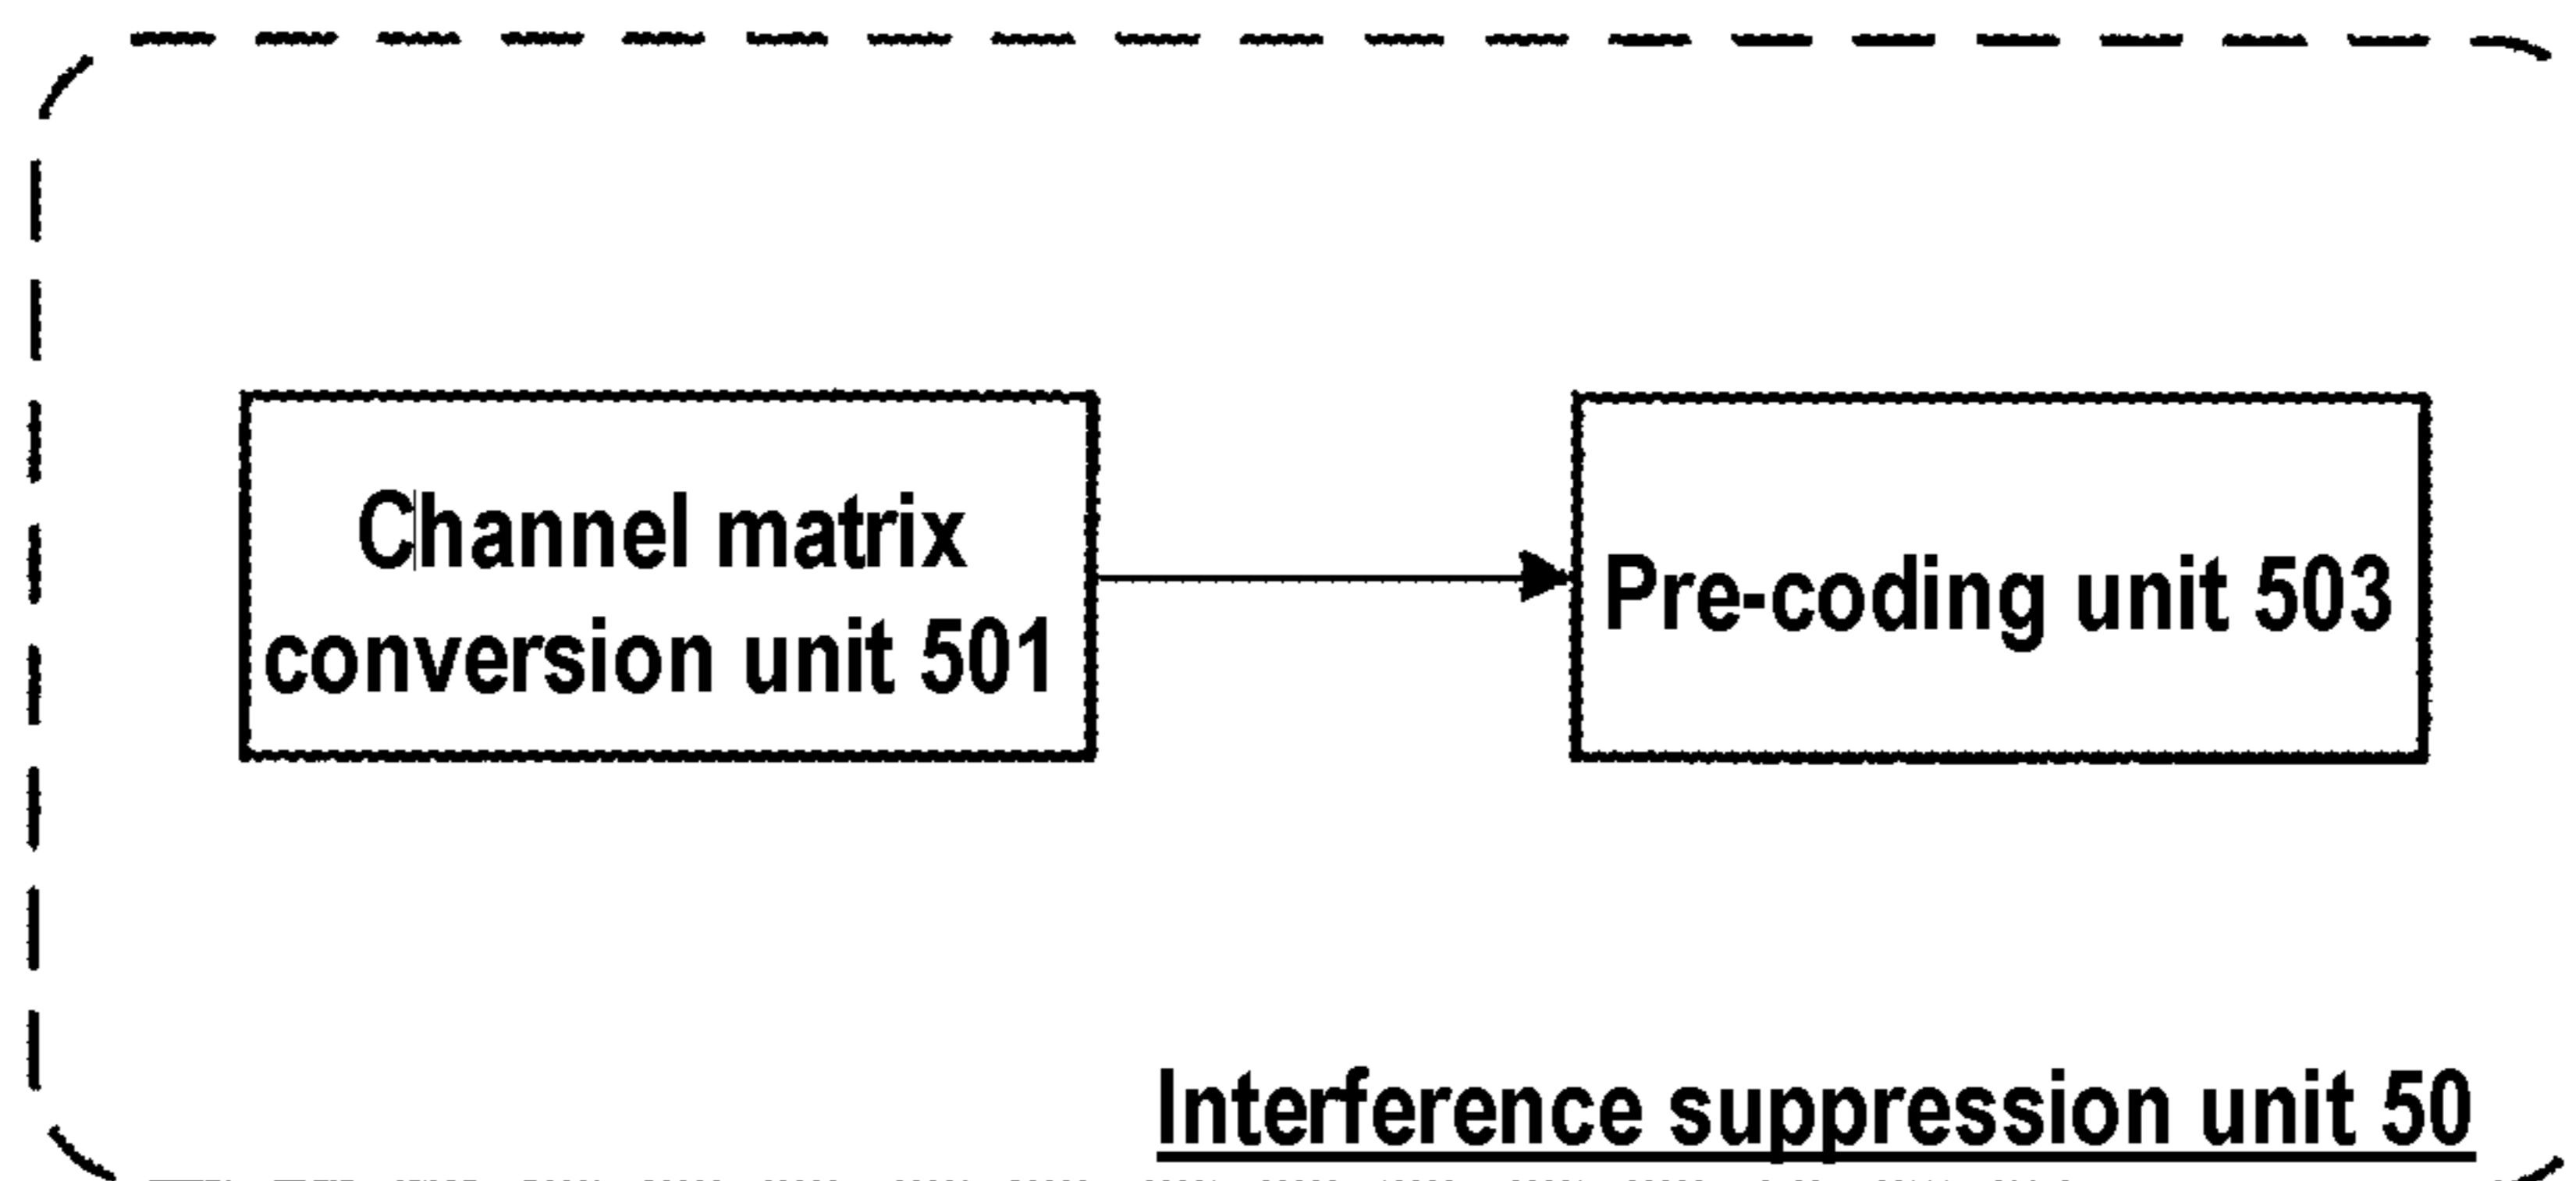 Channel matrix
conversion unit 501
Pre-coding unit 503
Interference suppression unit 50